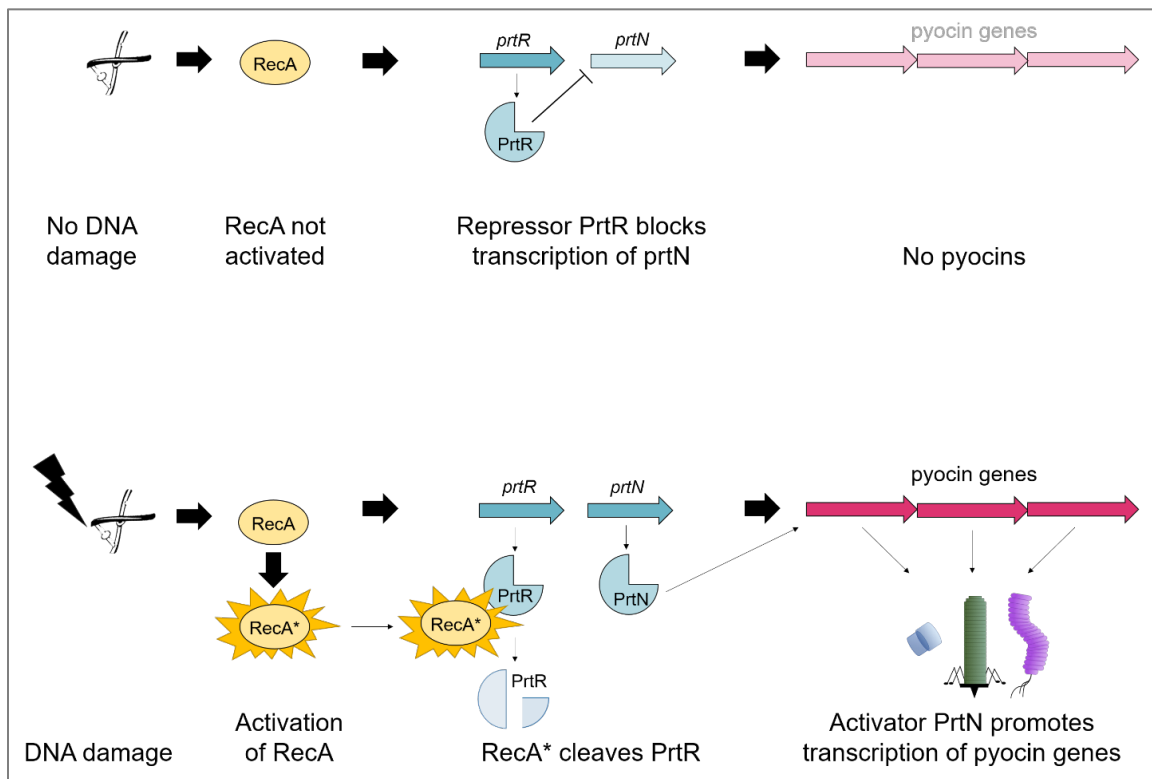 prtR
prtN
pyocin genes
RecA
PrtR
No DNA
damage
RecA not
activated
Repressor PrtR blocks
transcription of prtN
No pyocins
prtR
prtN
pyocin genes
RecA
PrtR
PrtN
RecA*
RecA*
PrtR
DNA damage
Activation
of RecA
RecA* cleaves PrtR
Activator PrtN promotes
transcription of pyocin genes